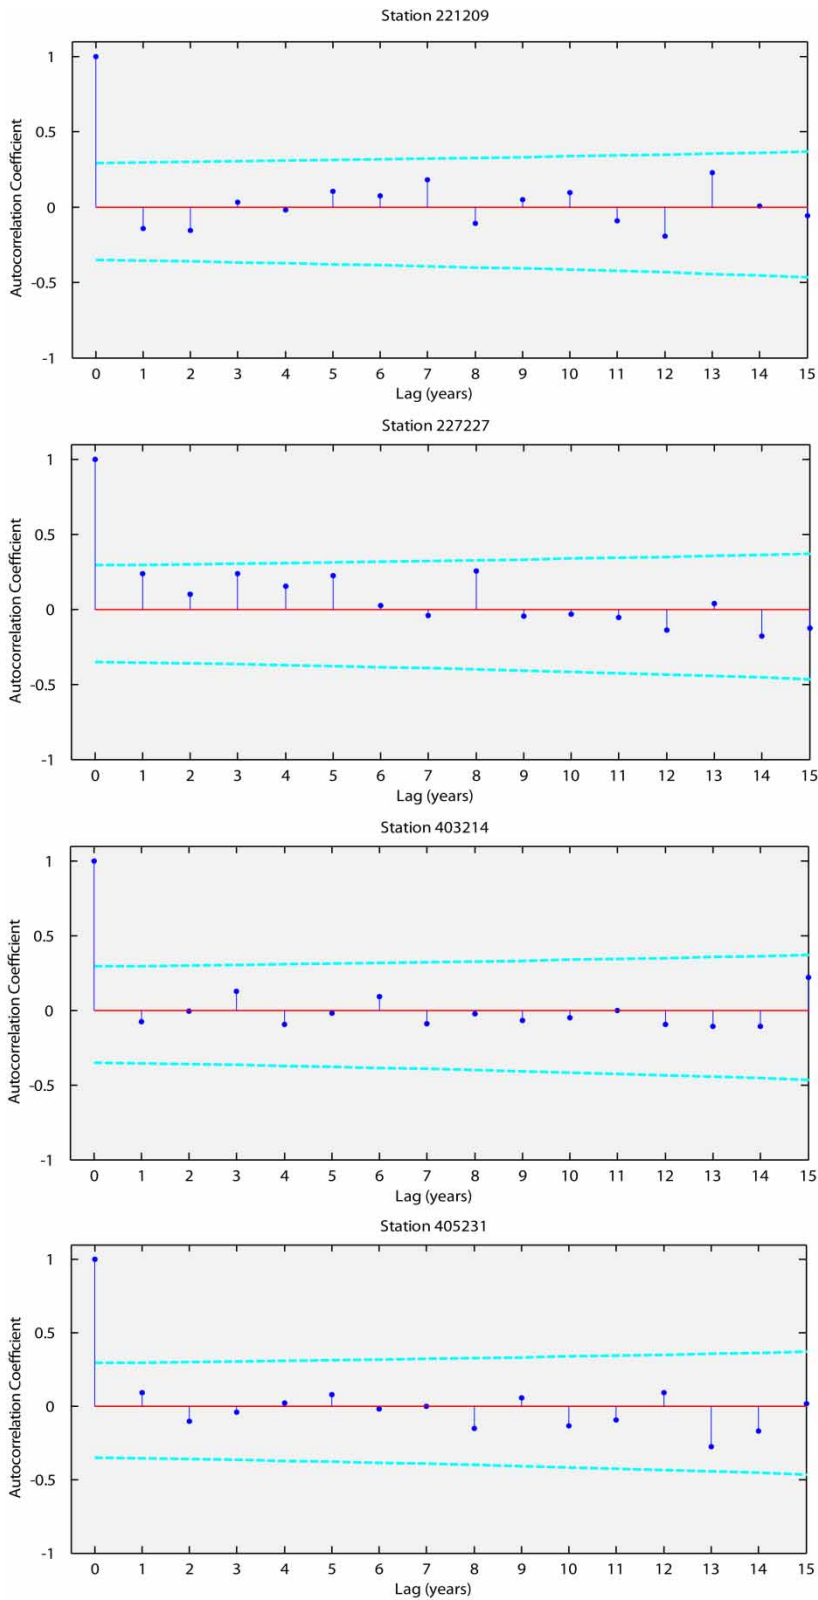 Station 221209
1
0.5
0
-0.5
-1
Autocorrelation Coefficient
0 1 2 3 4 5 6 7 8 9 10 11 12 13 14 15
Lag (years)
Station 227227
1
0.5
0
-0.5
-1
Autocorrelation Coefficient
0 1 2 3 4 5 6 7 8 9 10 11 12 13 14 15
Lag (years)
Station 403214
1
0.5
0
-0.5
-1
Autocorrelation Coefficient
0 1 2 3 4 5 6 7 8 9 10 11 12 13 14 15
Lag (years)
Station 405231
1
0.5
0
-0.5
-1
Autocorrelation Coefficient
0 1 2 3 4 5 6 7 8 9 10 11 12 13 14 15
Lag (years)